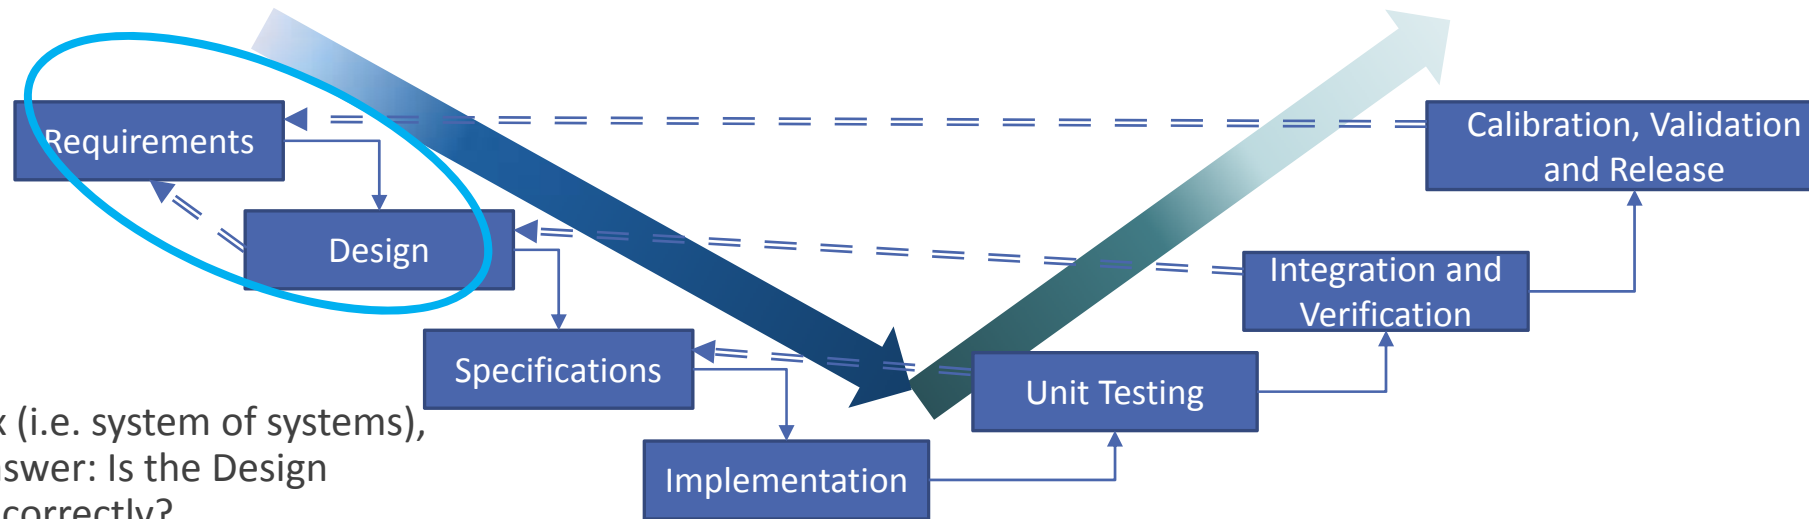 Requirements
Design
Specifications
Implementation
Unit Testing
Integration and
Verification
Calibration, Validation
and Release
(i.e. system of systems),
nswer: Is the Design
correctly?